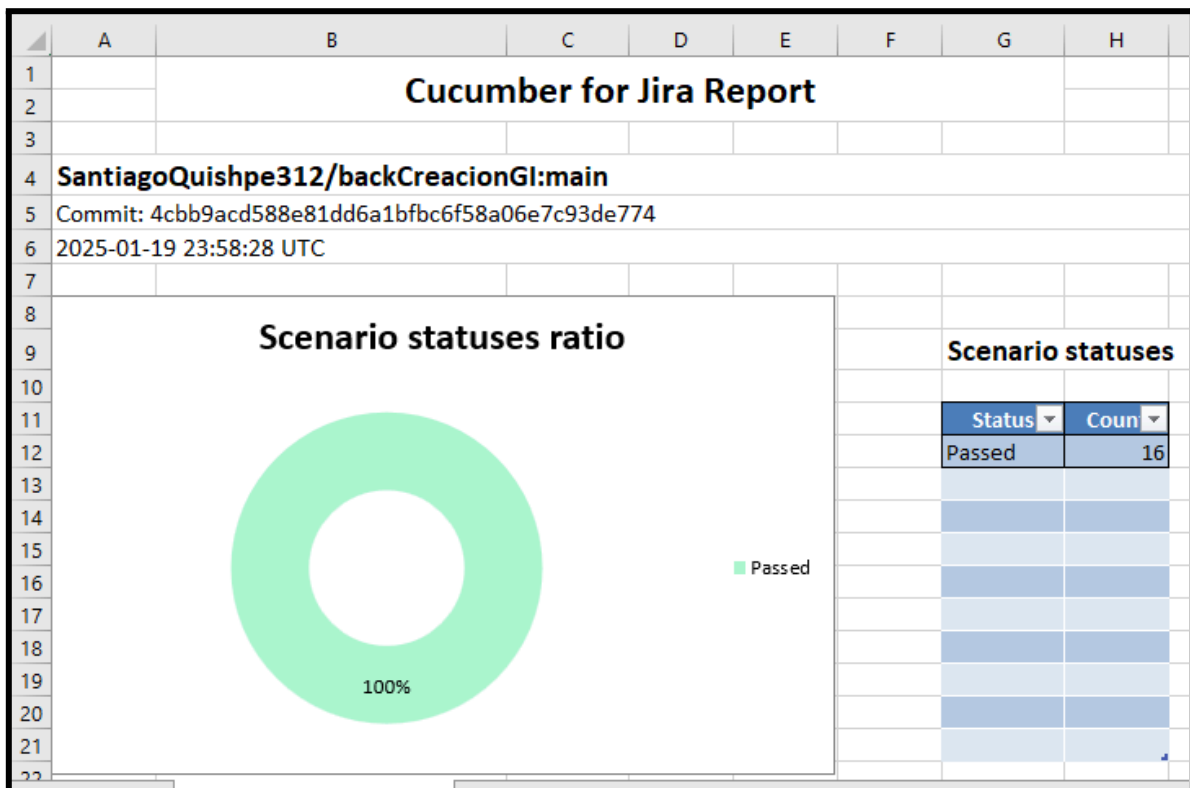 A B C D E F G H
1
2 Cucumber for Jira Report
3
4 SantiagoQuishpe312/backCreacionGI:main
5 Commit: 4cbb9acd588e81dd6a1bfbc6f58a06e7c93de774
6 2025-01-19 23:58:28 UTC
7
8 Scenario statuses ratio
9 Scenario statuses
10
11 Status Coun
12 Passed 16
13
14
15
16 Passed
17
18
19 100%
20
21
22